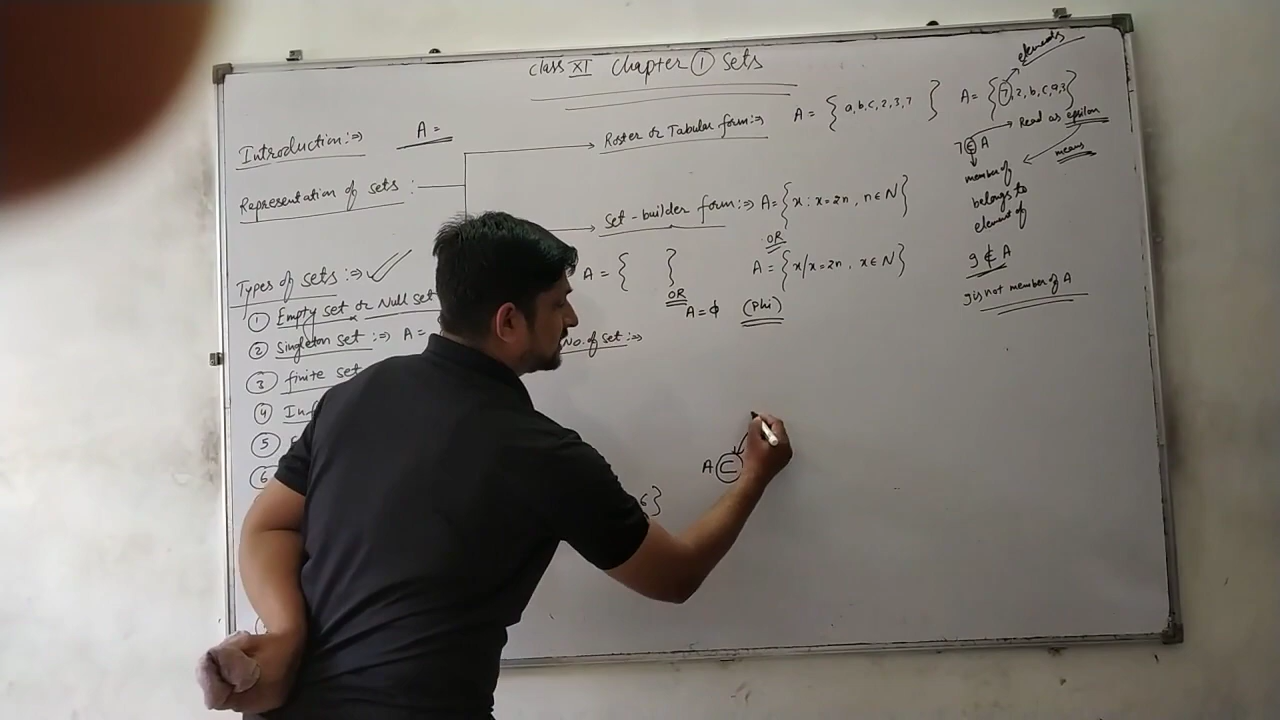 Class XI Chapter ① Sets
Introduction :⇒ A =
Roster or Tabular form :⇒ A = { a, b, c, 2, 3, 7 } A = { 7, 2, b, c, a, 3 }
elements
7 ∈ A Read as epsilon
means
member of
belongs to
element of
9 ∉ A
9 is not member of A
Representation of sets :
Set-builder form :⇒ A = { x : x = 2n , n ∈ N }
OR
A = { x / x = 2n , x ∈ N }
Types of sets :⇒ ✓
① Empty set or Null set A = { }
OR
A = ϕ (Phi)
② Singleton set :⇒ A = No. of set :⇒
③ finite set
④ Inf
⑤
⑥
6 }
A ⊂